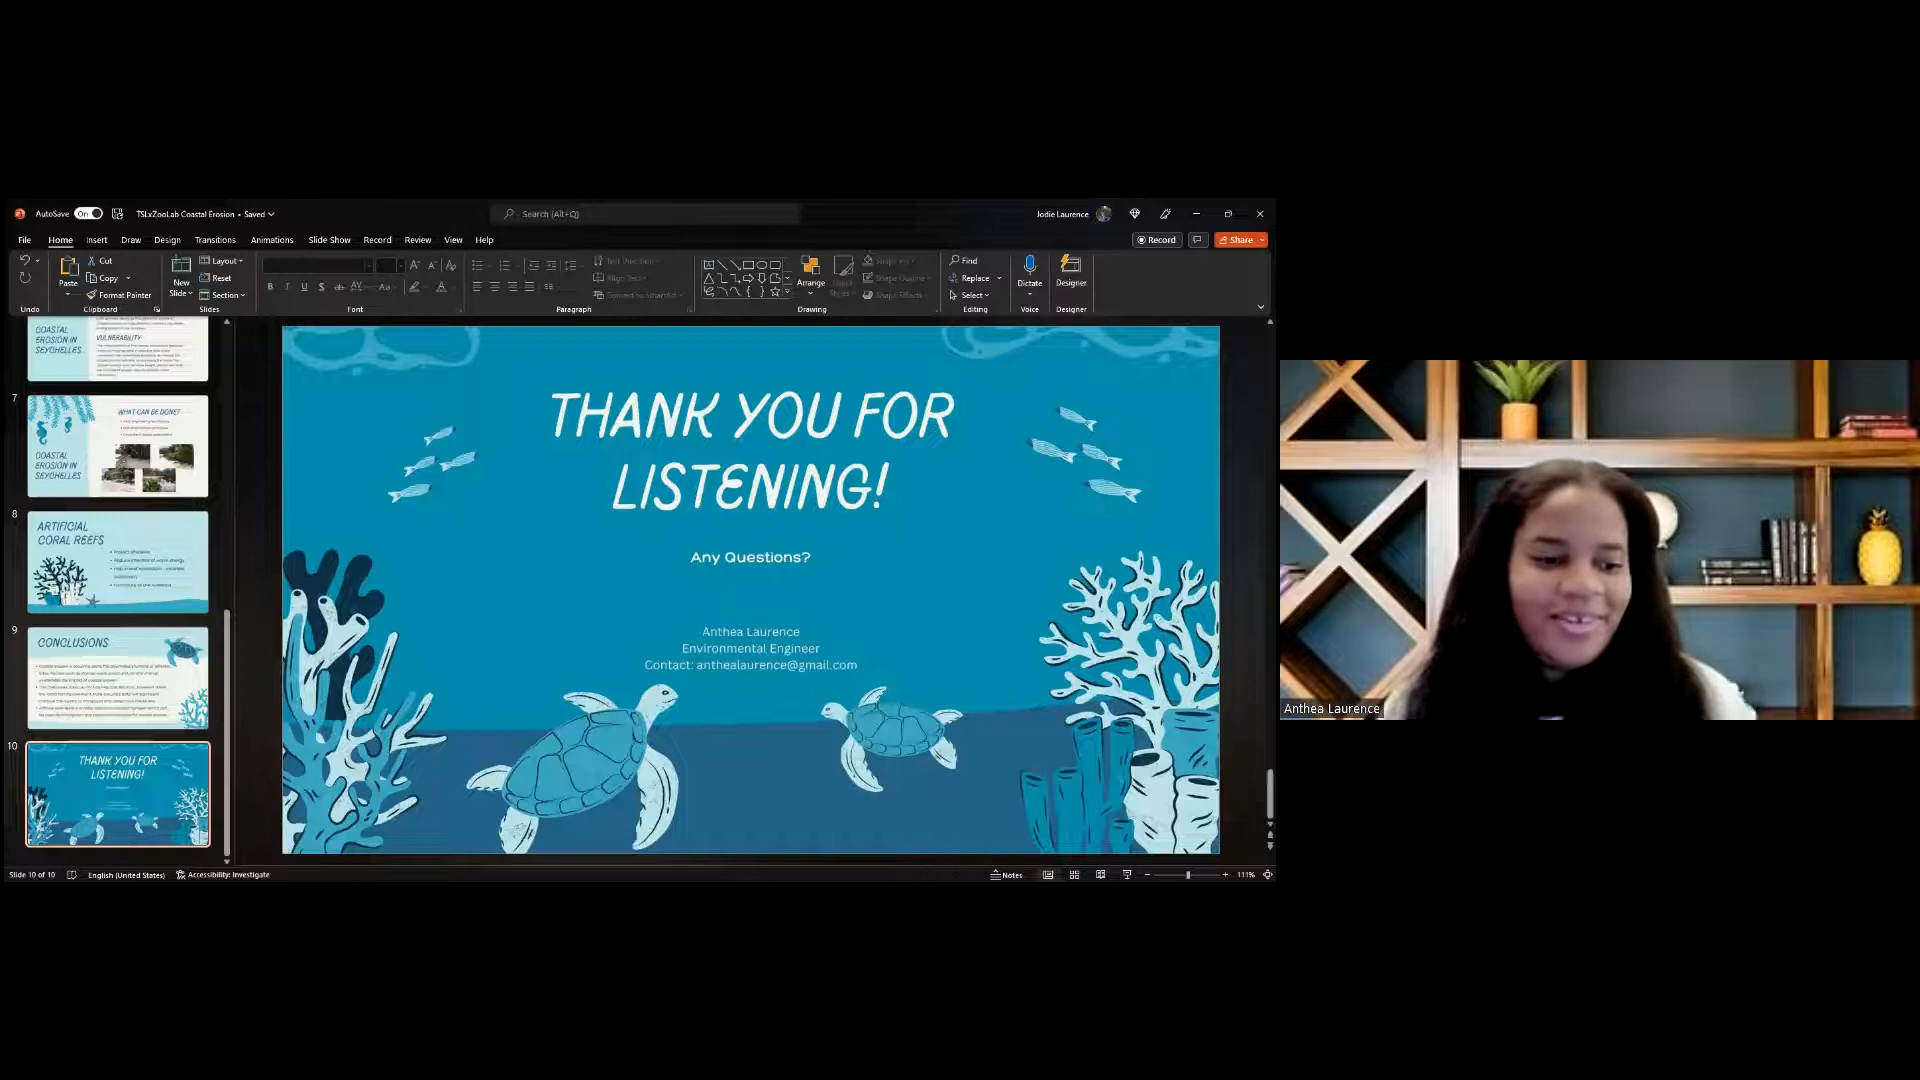 AutoSave On TSLxZooLab Coastal Erosion • Saved Search (Alt+Q) Jodie Laurence
File Home Insert Draw Design Transitions Animations Slide Show Record Review View Help Record Share
Cut Layout Find
Paste Copy New Slide Reset Arrange Replace Dictate Designer
Format Painter Section Select
Undo Clipboard Slides Font Paragraph Drawing Editing Voice Designer
COASTAL
EROSION IN
SEYCHELLES
VULNERABILITY
7
WHAT CAN BE DONE?
COASTAL
EROSION IN
SEYCHELLES
8
ARTIFICIAL
CORAL REEFS
9
CONCLUSIONS
10
THANK YOU FOR
LISTENING!
THANK YOU FOR
LISTENING!
Any Questions?
Anthea Laurence
Environmental Engineer
Contact: anthealaurence@gmail.com
Anthea Laurence
Slide 10 of 10 English (United States) Accessibility: Investigate Notes 111%